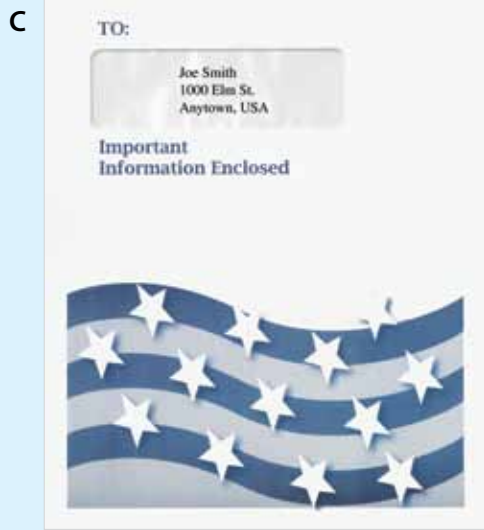 C
TO:
Joe Smith
1000 Elm St.
Anytown, USA
Important
Information Enclosed